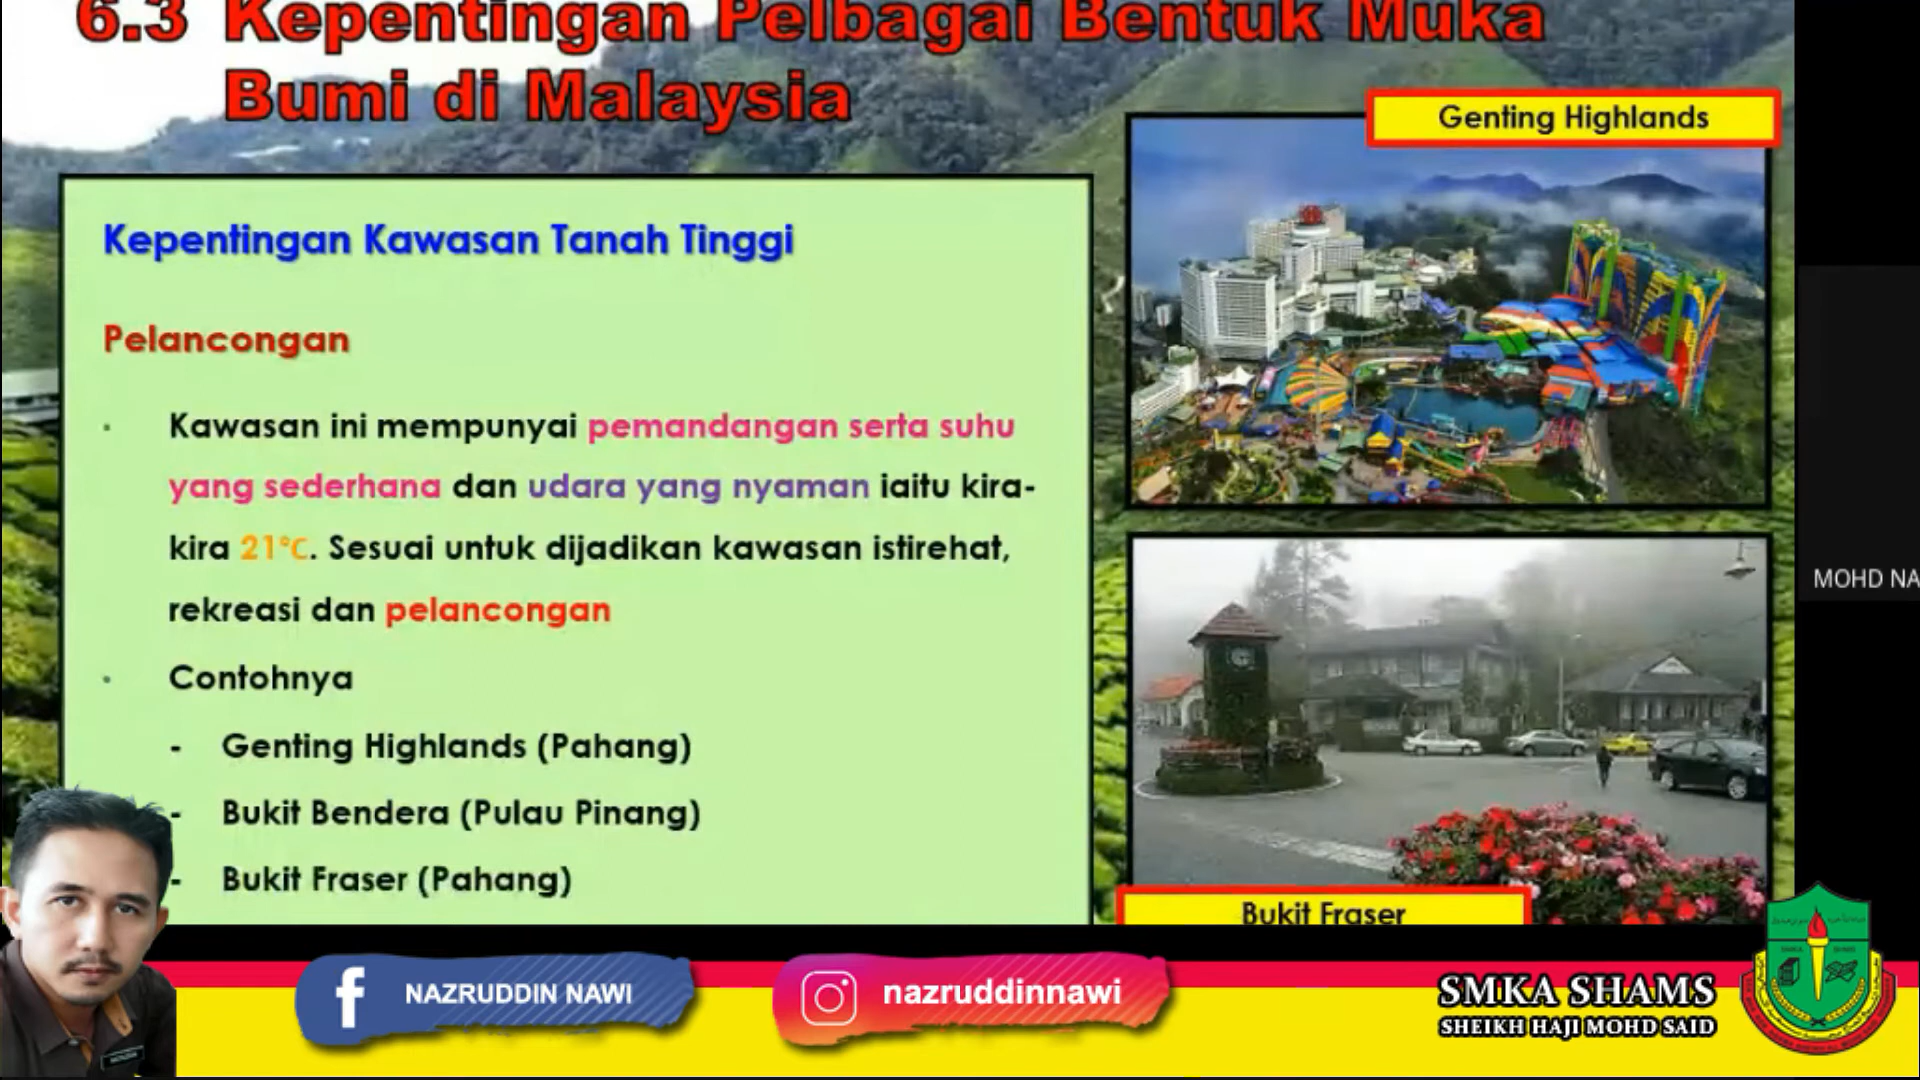 6.3 Kepentingan Pelbagai Bentuk Muka
Bumi di Malaysia
Genting Highlands
Kepentingan Kawasan Tanah Tinggi
Pelancongan
• Kawasan ini mempunyai pemandangan serta suhu
yang sederhana dan udara yang nyaman iaitu kira-
kira 21°C. Sesuai untuk dijadikan kawasan istirehat,
rekreasi dan pelancongan
• Contohnya
- Genting Highlands (Pahang)
- Bukit Bendera (Pulau Pinang)
- Bukit Fraser (Pahang)
Bukit Fraser
MOHD NA
NAZRUDDIN NAWI
nazruddinnawi
SMKA SHAMS
SHEIKH HAJI MOHD SAID